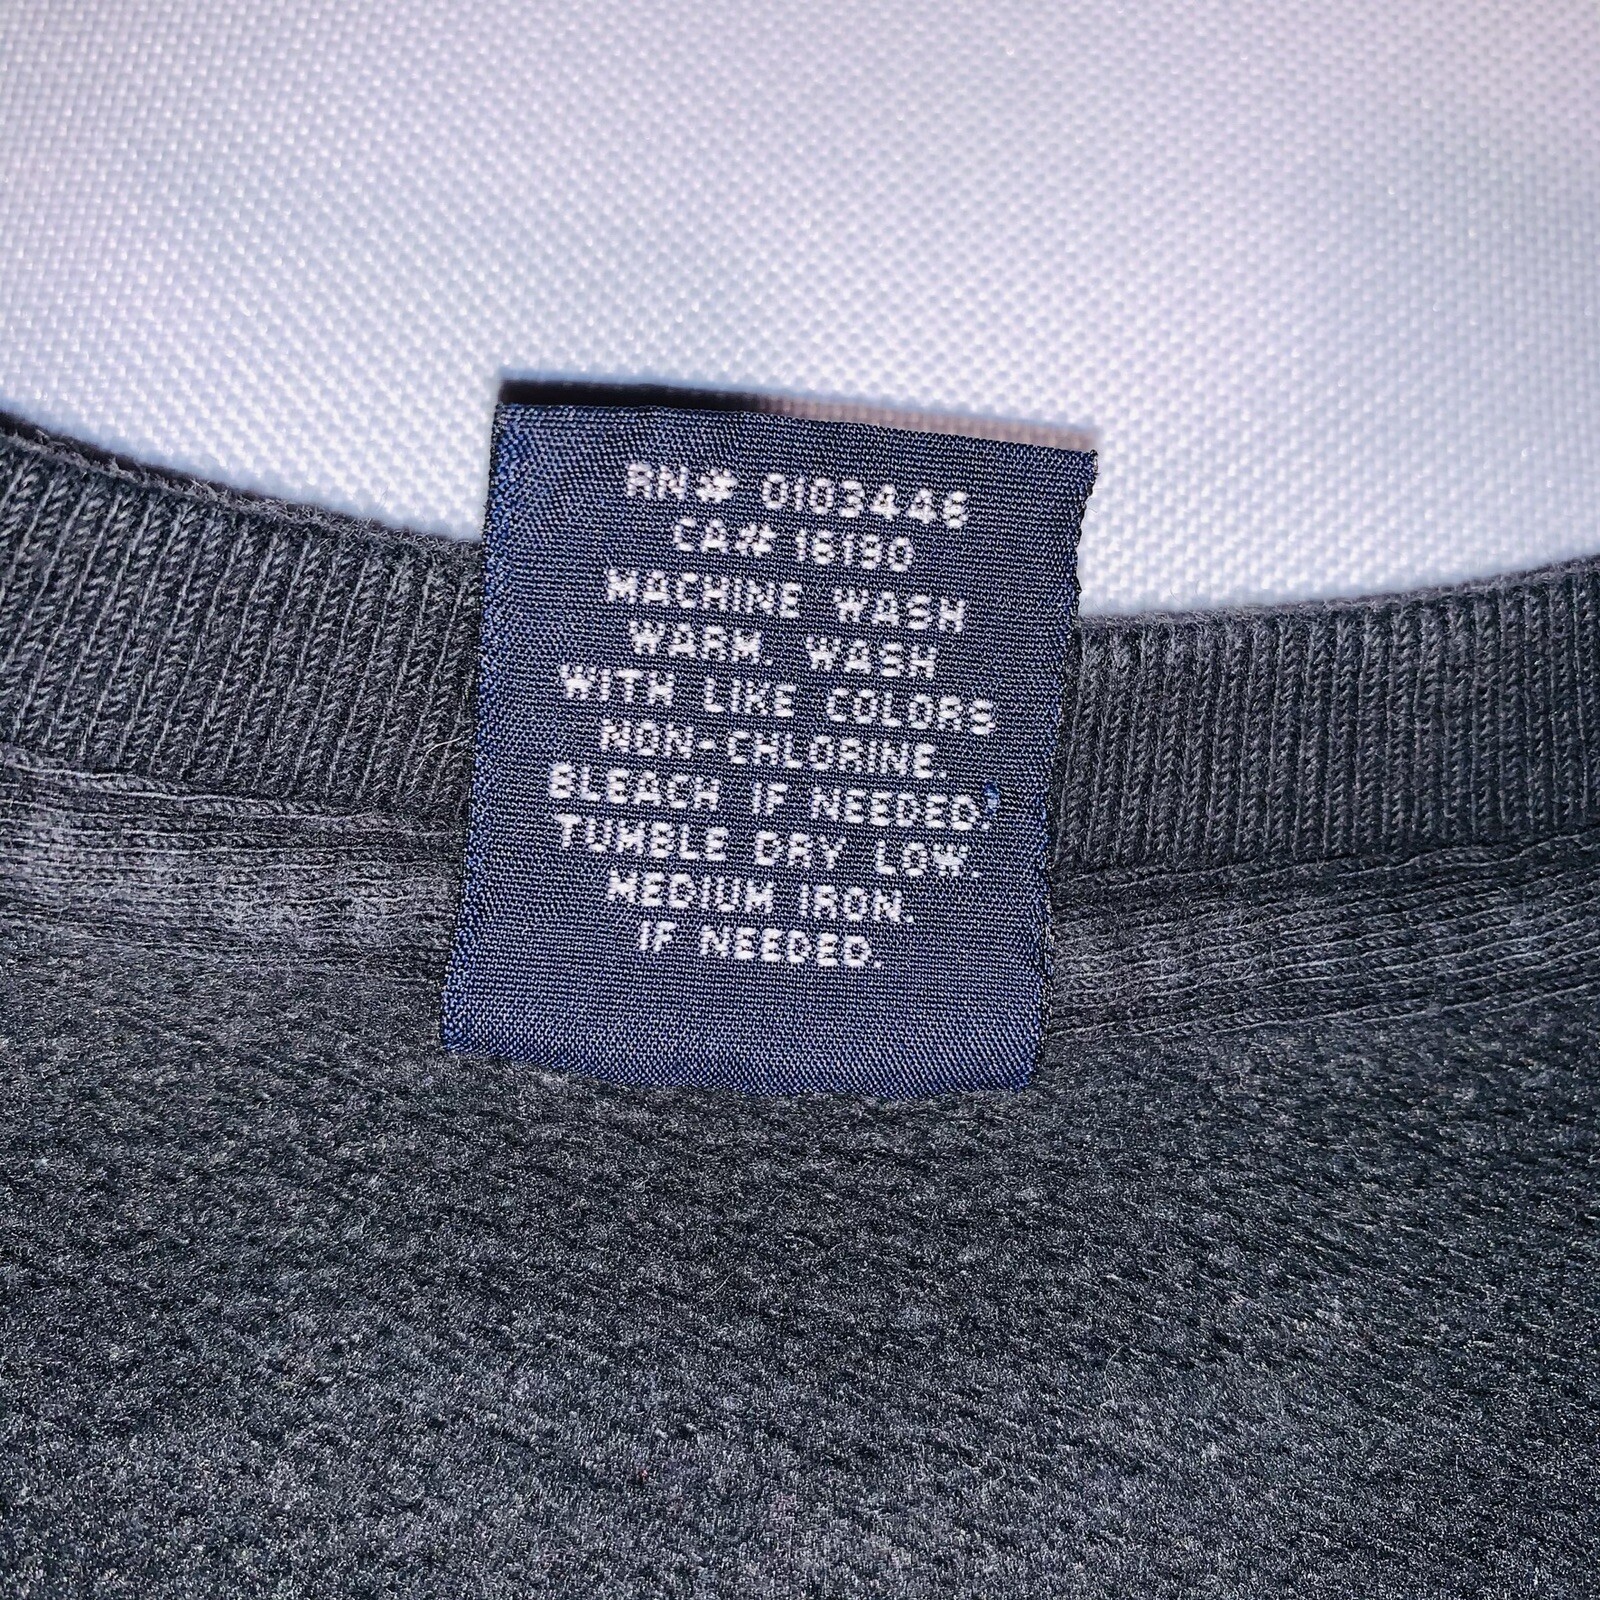 RN# 0103446
CA# 16190
MACHINE WASH
WARM. WASH
WITH LIKE COLORS
NON-CHLORINE.
BLEACH IF NEEDED.
TUMBLE DRY LOW.
MEDIUM IRON.
IF NEEDED.